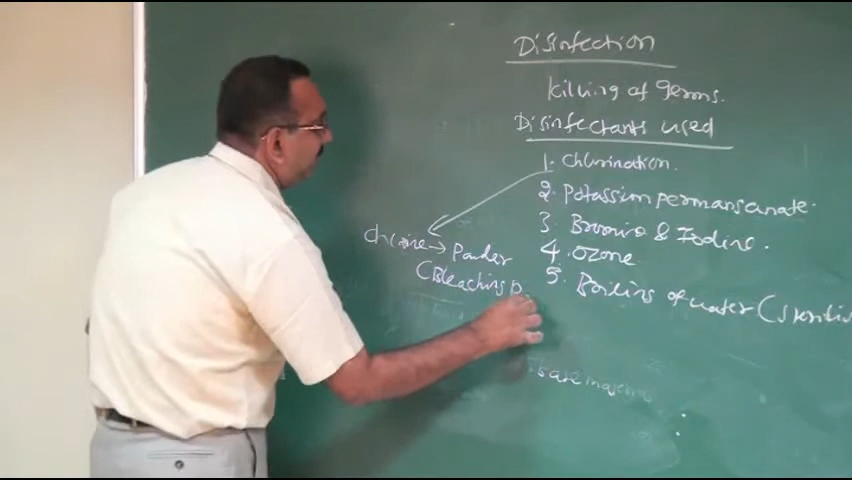 Disinfection
killing of germs.
Disinfectants used
1. Chlorination.
2. Potassium permansanate.
3. Bromine & Iodine.
4. Ozone
5. Boiling of water (
Chlorine → Powder
(Bleaching P